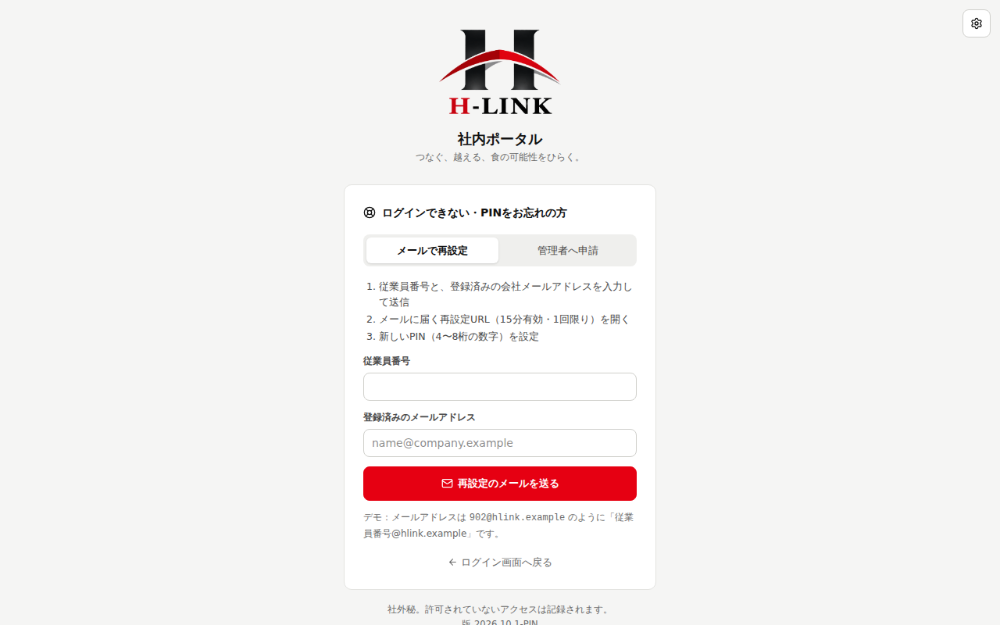 H-LINK
社内ポータル
つなぐ、越える、食の可能性をひらく。
ログインできない・PINをお忘れの方
メールで再設定
管理者へ申請
1. 従業員番号と、登録済みの会社メールアドレスを入力し
て送信
2. メールに届く再設定URL（15分有効・1回限り）を開く
3. 新しいPIN（4〜8桁の数字）を設定
従業員番号
登録済みのメールアドレス
name@company.example
再設定のメールを送る
デモ：メールアドレスは 902@hlink.example のように「従業
員番号@hlink.example」です。
← ログイン画面へ戻る
社外秘。許可されていないアクセスは記録されます。
版 2026.10.1-PIN